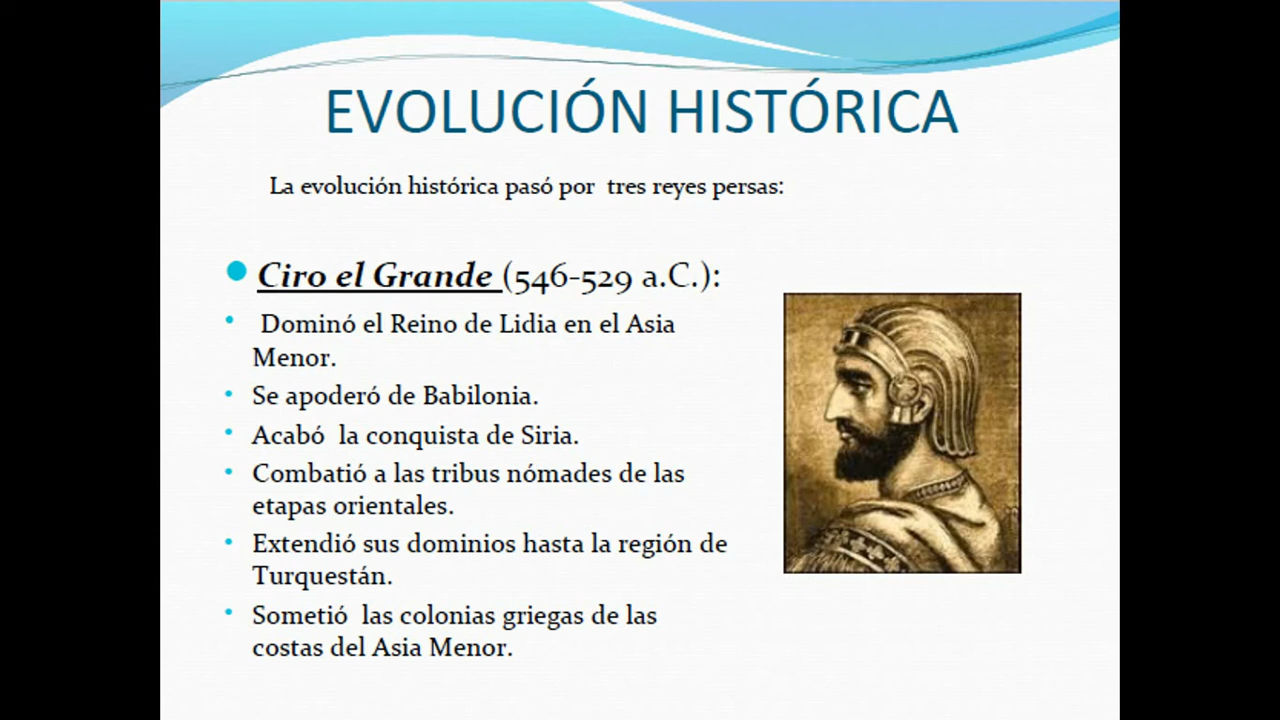 EVOLUCIÓN HISTÓRICA
La evolución histórica pasó por  tres reyes persas:
Ciro el Grande (546-529 a.C.):
Dominó el Reino de Lidia en el Asia
Menor.
Se apoderó de Babilonia.
Acabó  la conquista de Siria.
Combatió a las tribus nómades de las
etapas orientales.
Extendió sus dominios hasta la región de
Turquestán.
Sometió  las colonias griegas de las
costas del Asia Menor.